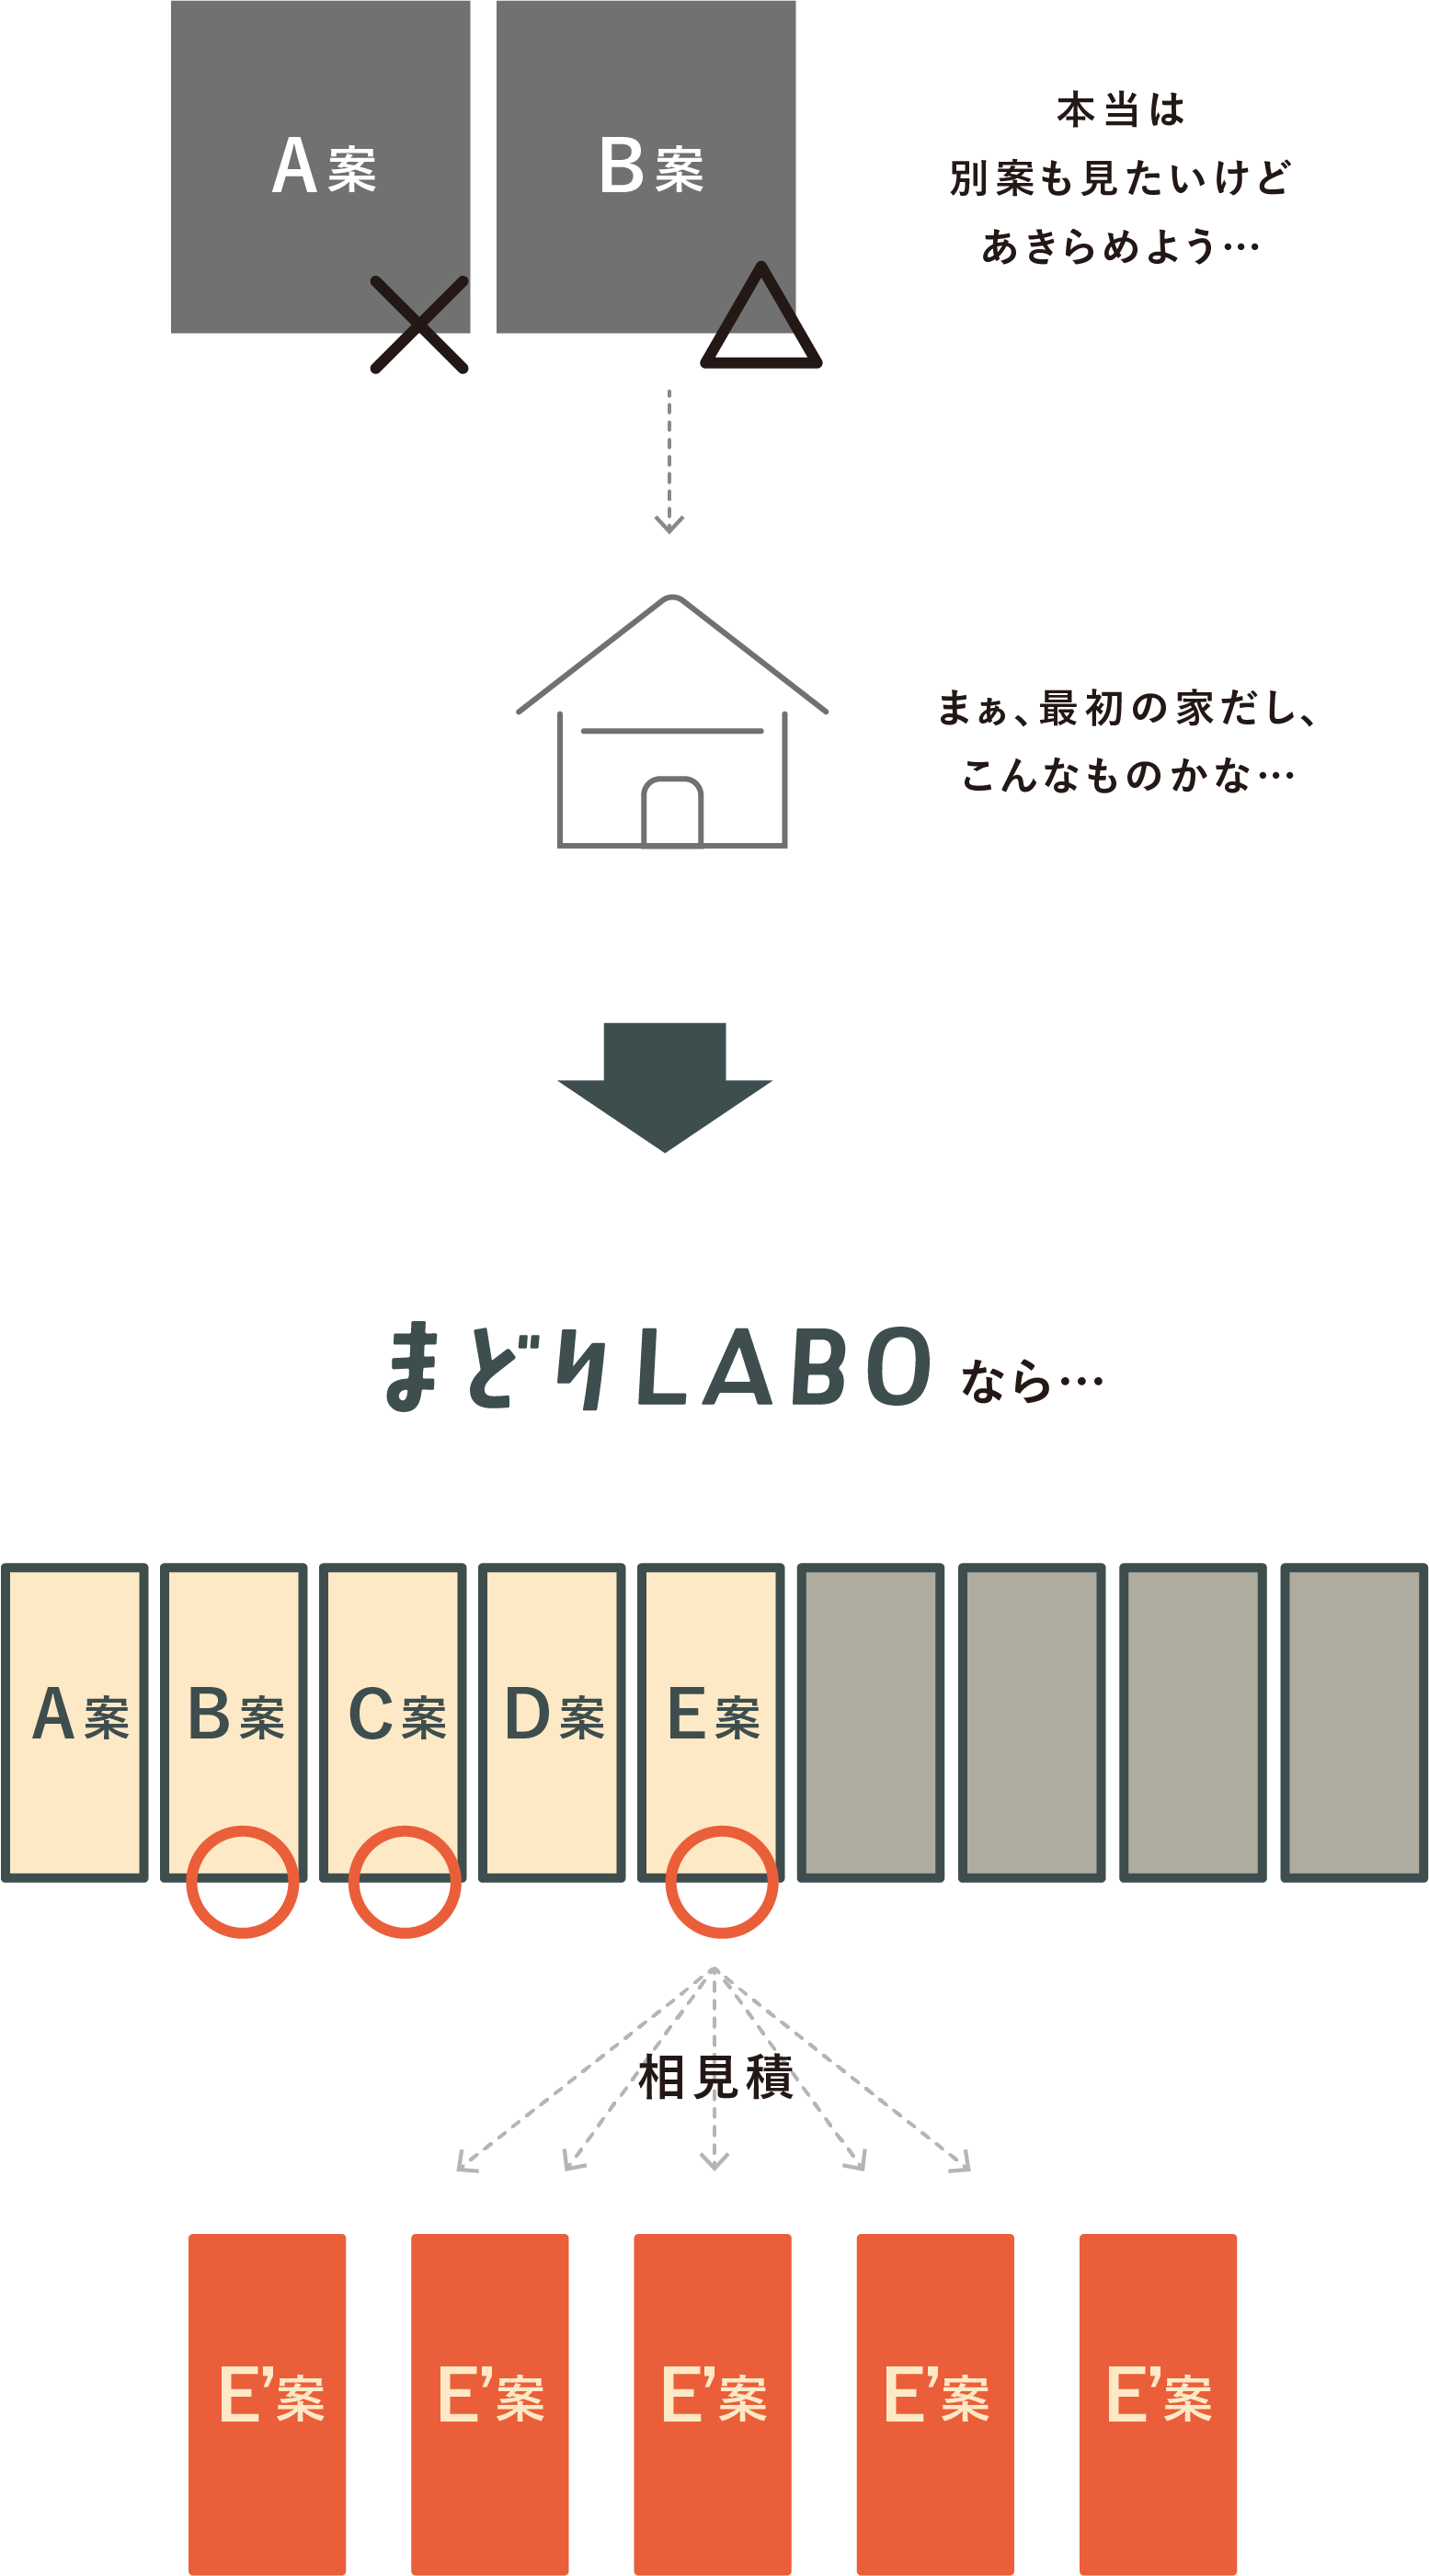 A案 B案
本当は
別案も見たいけど
あきらめよう…
まぁ、最初の家だし、
こんなものかな…
まどりLABOなら…
A案 B案 C案 D案 E案
相見積
E’案 E’案 E’案 E’案 E’案